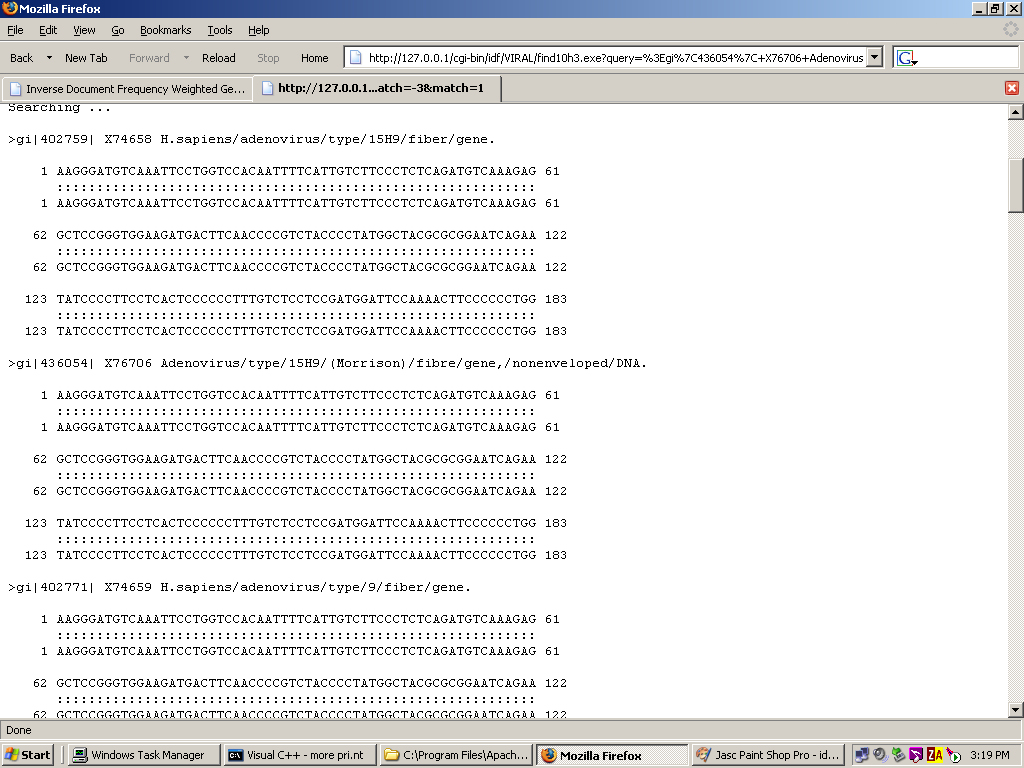 Mozilla Firefox
File Edit View Go Bookmarks Tools Help
Back New Tab Forward Reload Stop Home http://127.0.0.1/cgi-bin/idf/VIRAL/find10h3.exe?query=%3Egi%7C436054%7C+X76706+Adenovirus G
Inverse Document Frequency Weighted Ge... http://127.0.0.1...atch=-3&match=1
Searching ...
>gi|402759| X74658 H.sapiens/adenovirus/type/15H9/fiber/gene.
1 AAGGGATGTCAAATTCCTGGTCCACAATTTTCATTGTCTTCCCTCTCAGATGTCAAAGAG 61
::::::::::::::::::::::::::::::::::::::::::::::::::::::::::::
1 AAGGGATGTCAAATTCCTGGTCCACAATTTTCATTGTCTTCCCTCTCAGATGTCAAAGAG 61
62 GCTCCGGGTGGAAGATGACTTCAACCCCGTCTACCCCTATGGCTACGCGCGGAATCAGAA 122
::::::::::::::::::::::::::::::::::::::::::::::::::::::::::::
62 GCTCCGGGTGGAAGATGACTTCAACCCCGTCTACCCCTATGGCTACGCGCGGAATCAGAA 122
123 TATCCCCTTCCTCACTCCCCCCTTTGTCTCCTCCGATGGATTCCAAAACTTCCCCCCTGG 183
::::::::::::::::::::::::::::::::::::::::::::::::::::::::::::
123 TATCCCCTTCCTCACTCCCCCCTTTGTCTCCTCCGATGGATTCCAAAACTTCCCCCCTGG 183
>gi|436054| X76706 Adenovirus/type/15H9/(Morrison)/fibre/gene,/nonenveloped/DNA.
1 AAGGGATGTCAAATTCCTGGTCCACAATTTTCATTGTCTTCCCTCTCAGATGTCAAAGAG 61
::::::::::::::::::::::::::::::::::::::::::::::::::::::::::::
1 AAGGGATGTCAAATTCCTGGTCCACAATTTTCATTGTCTTCCCTCTCAGATGTCAAAGAG 61
62 GCTCCGGGTGGAAGATGACTTCAACCCCGTCTACCCCTATGGCTACGCGCGGAATCAGAA 122
::::::::::::::::::::::::::::::::::::::::::::::::::::::::::::
62 GCTCCGGGTGGAAGATGACTTCAACCCCGTCTACCCCTATGGCTACGCGCGGAATCAGAA 122
123 TATCCCCTTCCTCACTCCCCCCTTTGTCTCCTCCGATGGATTCCAAAACTTCCCCCCTGG 183
::::::::::::::::::::::::::::::::::::::::::::::::::::::::::::
123 TATCCCCTTCCTCACTCCCCCCTTTGTCTCCTCCGATGGATTCCAAAACTTCCCCCCTGG 183
>gi|402771| X74659 H.sapiens/adenovirus/type/9/fiber/gene.
1 AAGGGATGTCAAATTCCTGGTCCACAATTTTCATTGTCTTCCCTCTCAGATGTCAAAGAG 61
::::::::::::::::::::::::::::::::::::::::::::::::::::::::::::
1 AAGGGATGTCAAATTCCTGGTCCACAATTTTCATTGTCTTCCCTCTCAGATGTCAAAGAG 61
62 GCTCCGGGTGGAAGATGACTTCAACCCCGTCTACCCCTATGGCTACGCGCGGAATCAGAA 122
::::::::::::::::::::::::::::::::::::::::::::::::::::::::::::
62 GCTCCGGGTGGAAGATGACTTCAACCCCGTCTACCCCTATGGCTACGCGCGGAATCAGAA 122
Done
Start Windows Task Manager Visual C++ - more pri.nt C:\Program Files\Apach... Mozilla Firefox Jasc Paint Shop Pro - id... ZA 3:19 PM